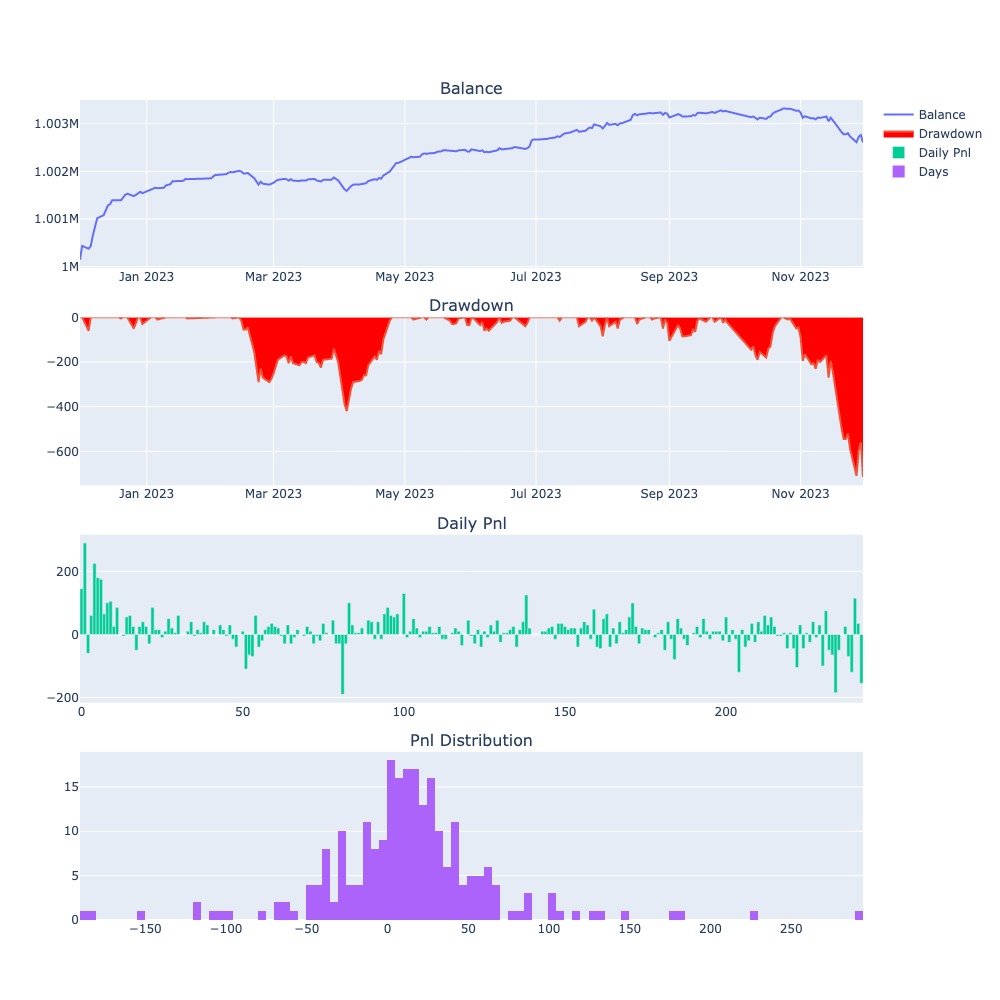 Balance
1.003M
1.002M
1.001M
1M
Jan 2023 Mar 2023 May 2023 Jul 2023 Sep 2023 Nov 2023
Balance
Drawdown
Daily Pnl
Days
Drawdown
0
−200
−400
−600
Jan 2023 Mar 2023 May 2023 Jul 2023 Sep 2023 Nov 2023
Daily Pnl
200
0
−200
0 50 100 150 200
Pnl Distribution
15
10
5
0
−150 −100 −50 0 50 100 150 200 250